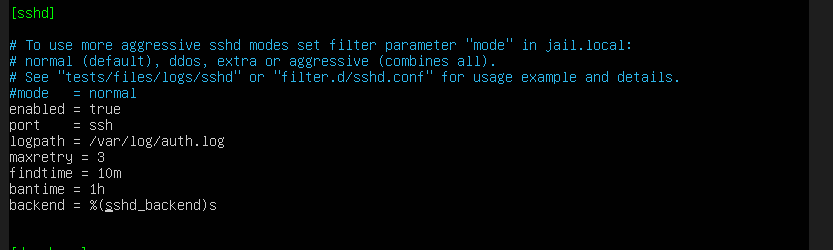 [sshd]
# To use more aggressive sshd modes set filter parameter "mode" in jail.local:
# normal (default), ddos, extra or aggressive (combines all).
# See "tests/files/logs/sshd" or "filter.d/sshd.conf" for usage example and details.
#mode   = normal
enabled = true
port    = ssh
logpath = /var/log/auth.log
maxretry = 3
findtime = 10m
bantime = 1h
backend = %(sshd_backend)s